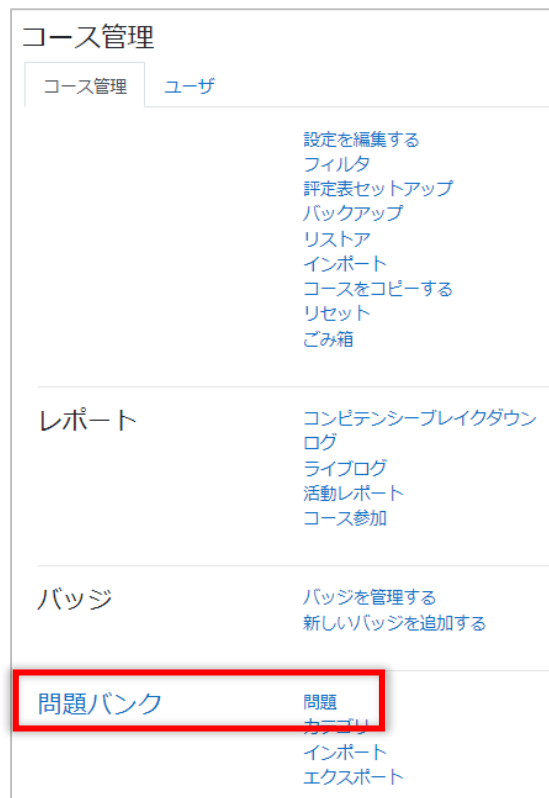 コース管理
コース管理 ユーザ
設定を編集する
フィルタ
評定表セットアップ
バックアップ
リストア
インポート
コースをコピーする
リセット
ごみ箱
レポート コンピテンシーブレイクダウン
ログ
ライブログ
活動レポート
コース参加
バッジ バッジを管理する
新しいバッジを追加する
問題バンク 問題
カテゴリ
インポート
エクスポート